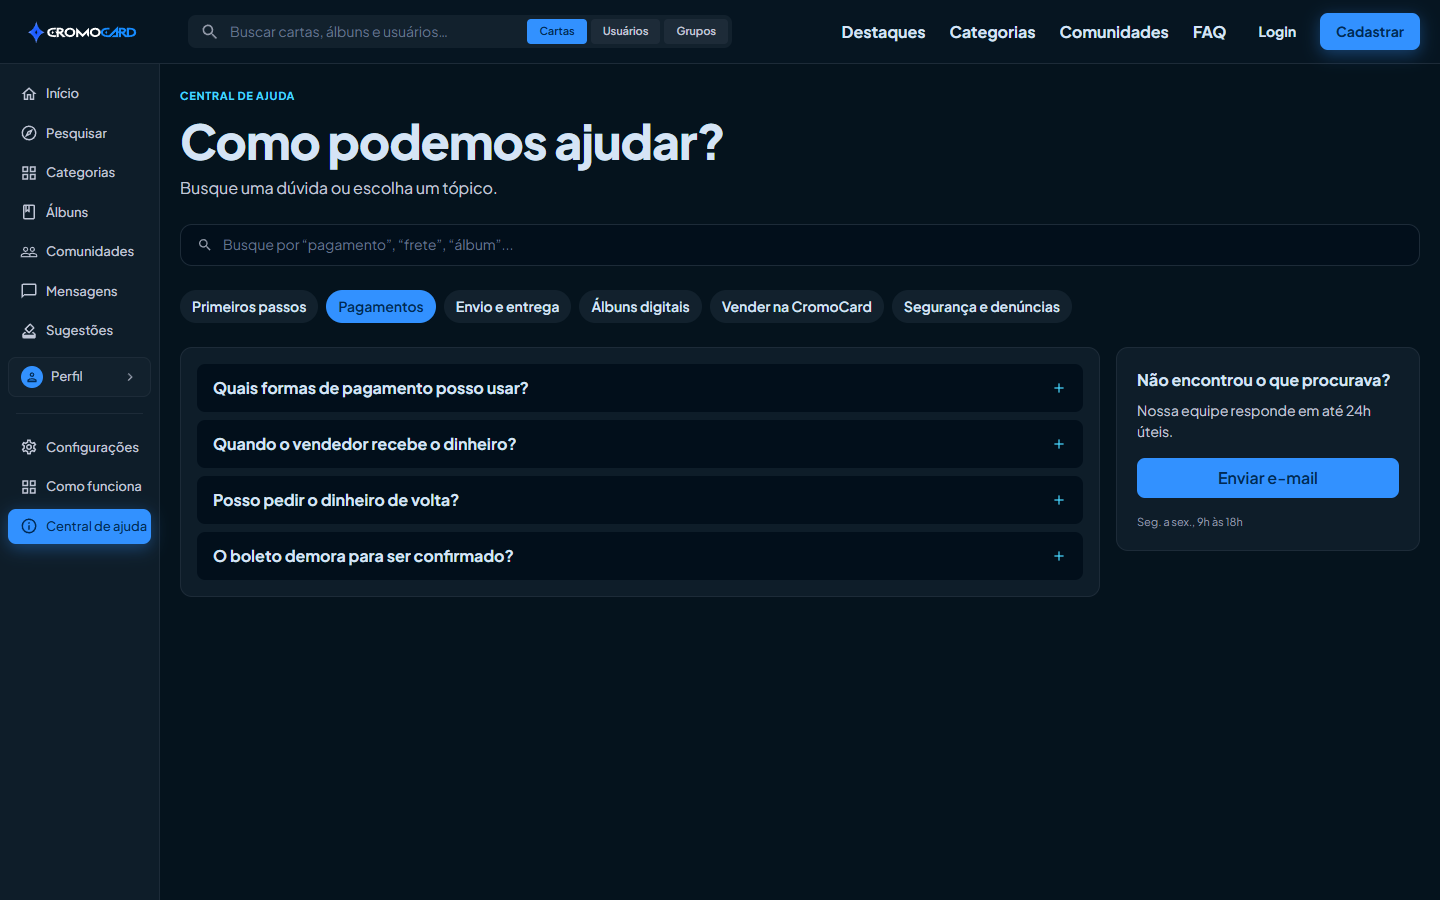 CROMOCARD
Buscar cartas, álbuns e usuários...
Cartas
Usuários
Grupos
Destaques
Categorias
Comunidades
FAQ
Login
Cadastrar
Início
Pesquisar
Categorias
Álbuns
Comunidades
Mensagens
Sugestões
Perfil
Configurações
Como funciona
Central de ajuda
CENTRAL DE AJUDA
Como podemos ajudar?
Busque uma dúvida ou escolha um tópico.
Busque por “pagamento”, “frete”, “álbum”...
Primeiros passos
Pagamentos
Envio e entrega
Álbuns digitais
Vender na CromoCard
Segurança e denúncias
Quais formas de pagamento posso usar?
Quando o vendedor recebe o dinheiro?
Posso pedir o dinheiro de volta?
O boleto demora para ser confirmado?
Não encontrou o que procurava?
Nossa equipe responde em até 24h
úteis.
Enviar e-mail
Seg. a sex., 9h às 18h